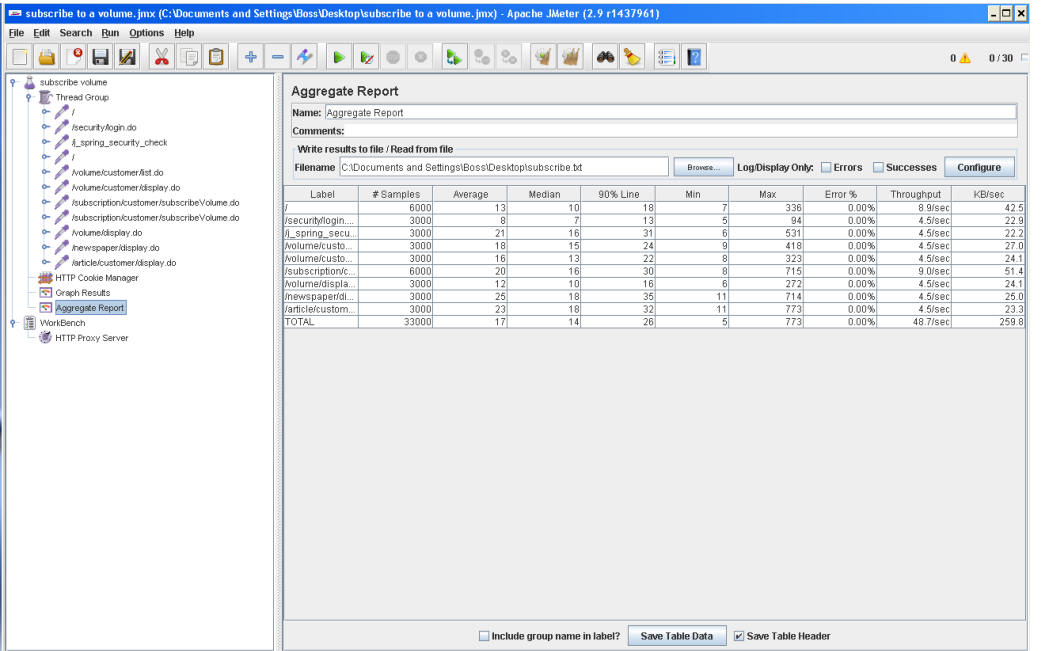 subscribe to a volume.jmx (C:\Documents and Settings\Boss\Desktop\subscribe to a volume.jmx) - Apache JMeter (2.9 r1437961)
File Edit Search Run Options Help
0 0 / 30
subscribe volume
Thread Group
/
/security/login.do
/j_spring_security_check
/
/volume/customer/list.do
/volume/customer/display.do
/subscription/customer/subscribeVolume.do
/subscription/customer/subscribeVolume.do
/volume/display.do
/newspaper/display.do
/article/customer/display.do
HTTP Cookie Manager
Graph Results
Aggregate Report
WorkBench
HTTP Proxy Server
Aggregate Report
Name: Aggregate Report
Comments:
Write results to file / Read from file
Filename C:\Documents and Settings\Boss\Desktop\subscribe.txt Browse... Log/Display Only: Errors Successes Configure
Label # Samples Average Median 90% Line Min Max Error % Throughput KB/sec
/ 6000 13 10 18 7 336 0.00% 8.9/sec 42.5
/security/login.... 3000 8 7 13 5 94 0.00% 4.5/sec 22.9
/j_spring_secu... 3000 21 16 31 6 531 0.00% 4.5/sec 22.2
/volume/custo... 3000 18 15 24 9 418 0.00% 4.5/sec 27.0
/volume/custo... 3000 16 13 22 8 323 0.00% 4.5/sec 24.1
/subscription/c... 6000 20 16 30 8 715 0.00% 9.0/sec 51.4
/volume/displa... 3000 12 10 16 6 272 0.00% 4.5/sec 24.1
/newspaper/di... 3000 25 18 35 11 714 0.00% 4.5/sec 25.0
/article/custom... 3000 23 18 32 11 773 0.00% 4.5/sec 23.3
TOTAL 33000 17 14 26 5 773 0.00% 48.7/sec 259.8
Include group name in label? Save Table Data Save Table Header